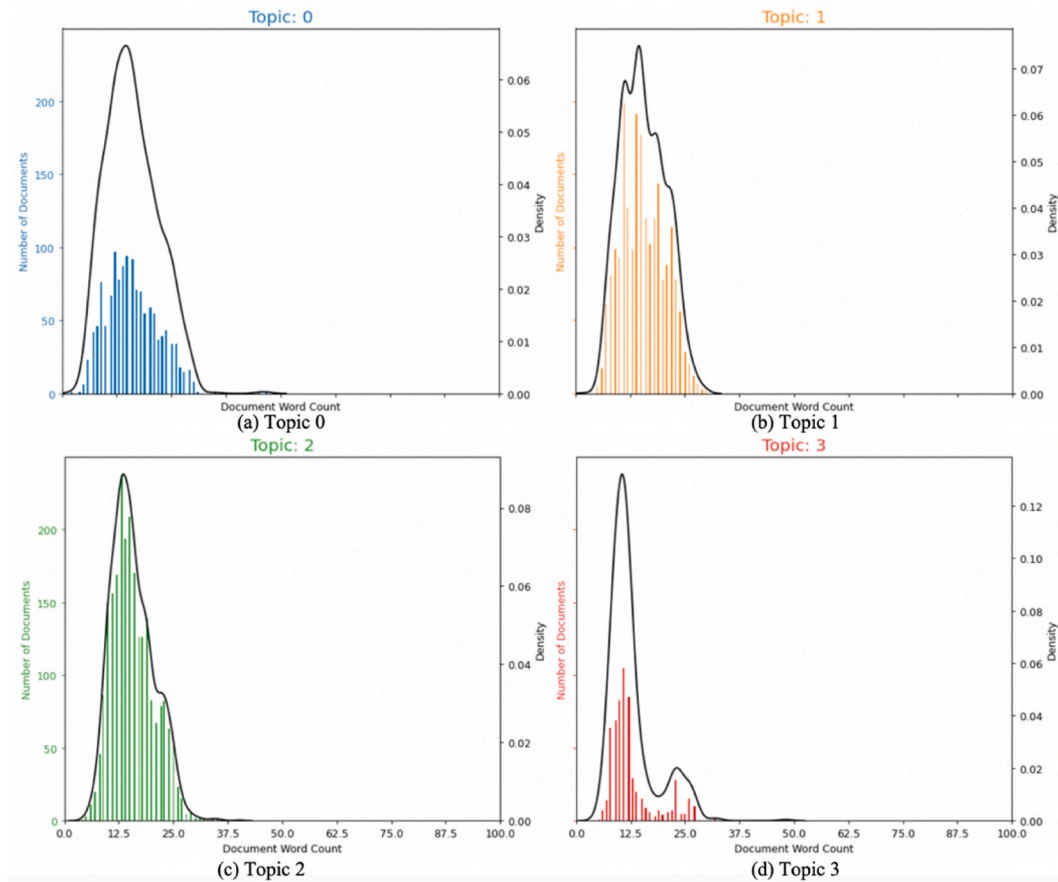 Topic: 0
Number of Documents
200
150
100
50
0
0.06
0.05
0.04
0.03
0.02
0.01
0.00
Density
Document Word Count
(a) Topic 0
Topic: 1
Number of Documents
0.07
0.06
0.05
0.04
0.03
0.02
0.01
0.00
Density
Document Word Count
(b) Topic 1
Topic: 2
Number of Documents
200
150
100
50
0
0.08
0.06
0.04
0.02
0.00
Density
0.0 12.5 25.0 37.5 50.0 62.5 75.0 87.5 100.0
Document Word Count
(c) Topic 2
Topic: 3
Number of Documents
0.12
0.10
0.08
0.06
0.04
0.02
0.00
Density
0.0 12.5 25.0 37.5 50.0 62.5 75.0 87.5 100.0
Document Word Count
(d) Topic 3